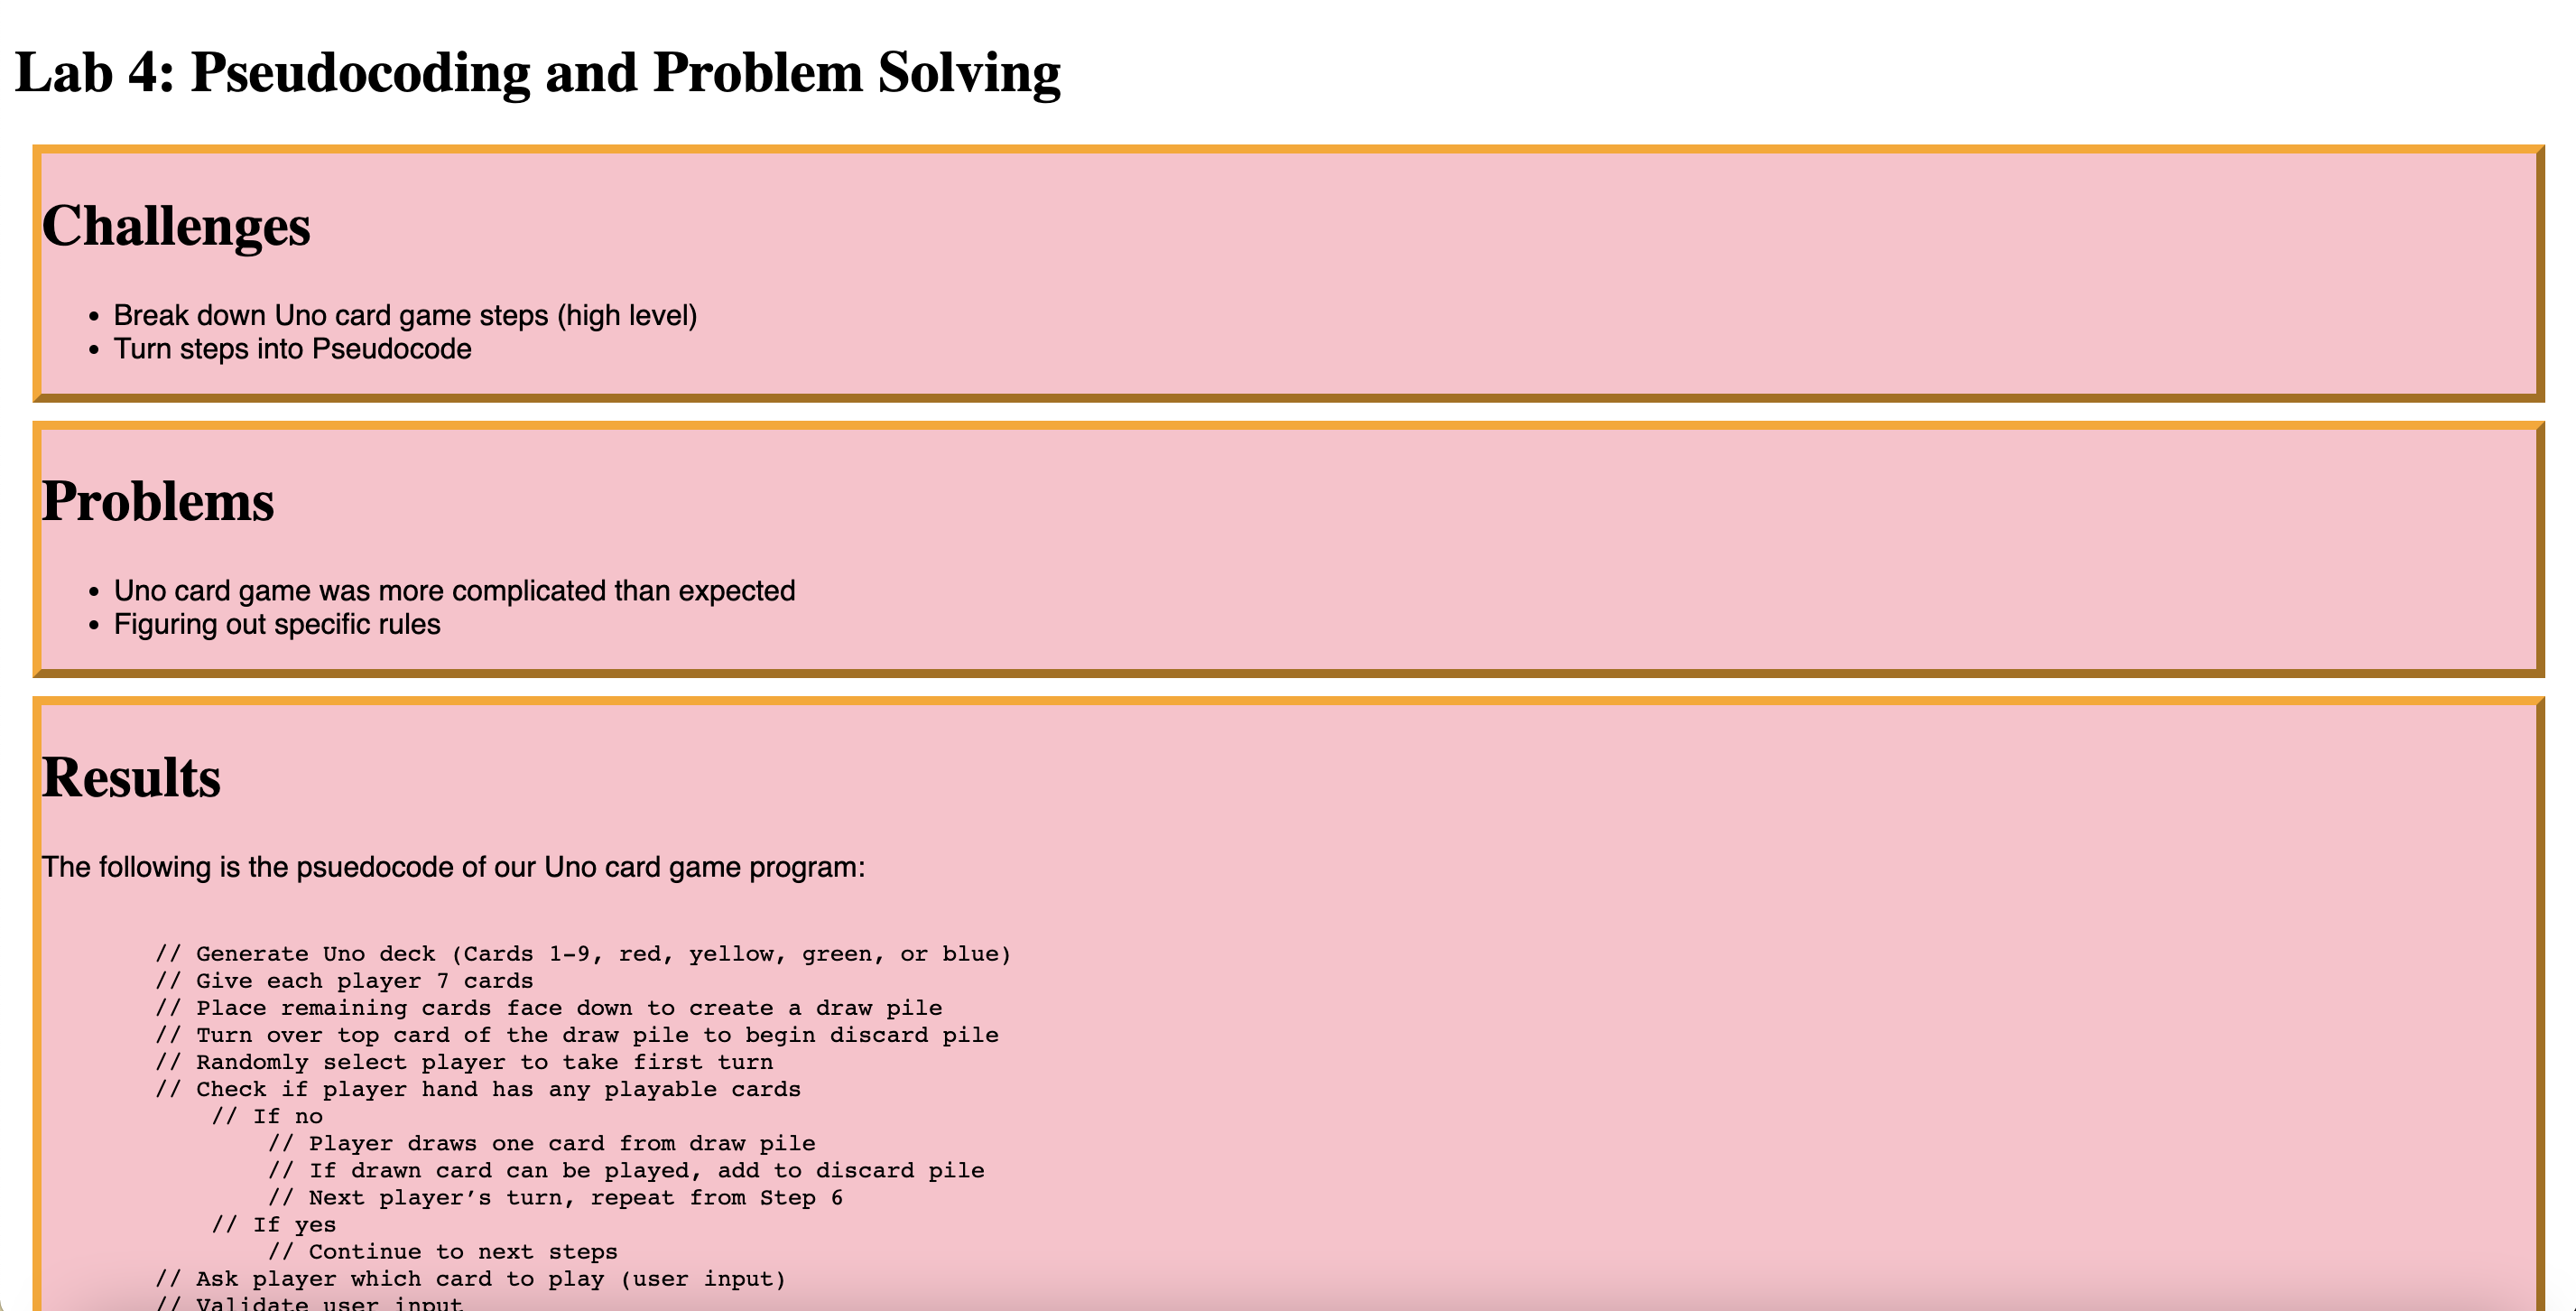 Lab 4: Pseudocoding and Problem Solving
Challenges
• Break down Uno card game steps (high level)
• Turn steps into Pseudocode
Problems
• Uno card game was more complicated than expected
• Figuring out specific rules
Results
The following is the psuedocode of our Uno card game program:
// Generate Uno deck (Cards 1-9, red, yellow, green, or blue)
// Give each player 7 cards
// Place remaining cards face down to create a draw pile
// Turn over top card of the draw pile to begin discard pile
// Randomly select player to take first turn
// Check if player hand has any playable cards
// If no
// Player draws one card from draw pile
// If drawn card can be played, add to discard pile
// Next player’s turn, repeat from Step 6
// If yes
// Continue to next steps
// Ask player which card to play (user input)
// Validate user input